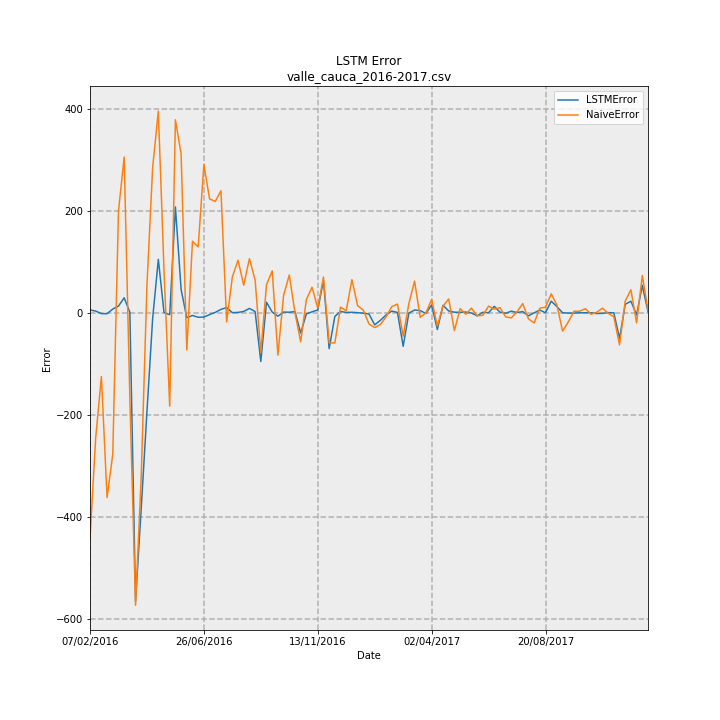 LSTM Error
valle_cauca_2016-2017.csv
LSTMError
NaiveError
400
200
0
−200
−400
−600
Error
07/02/2016
26/06/2016
13/11/2016
02/04/2017
20/08/2017
Date